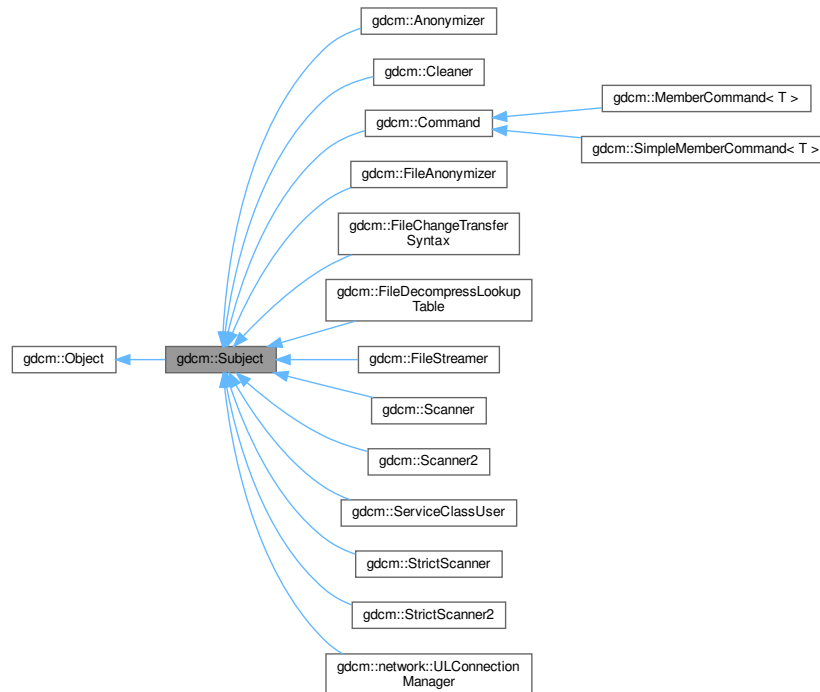 gdcm::Anonymizer
gdcm::Cleaner
gdcm::Command
gdcm::MemberCommand< T >
gdcm::SimpleMemberCommand< T >
gdcm::FileAnonymizer
gdcm::FileChangeTransfer
Syntax
gdcm::FileDecompressLookup
Table
gdcm::Object
gdcm::Subject
gdcm::FileStreamer
gdcm::Scanner
gdcm::Scanner2
gdcm::ServiceClassUser
gdcm::StrictScanner
gdcm::StrictScanner2
gdcm::network::ULConnection
Manager